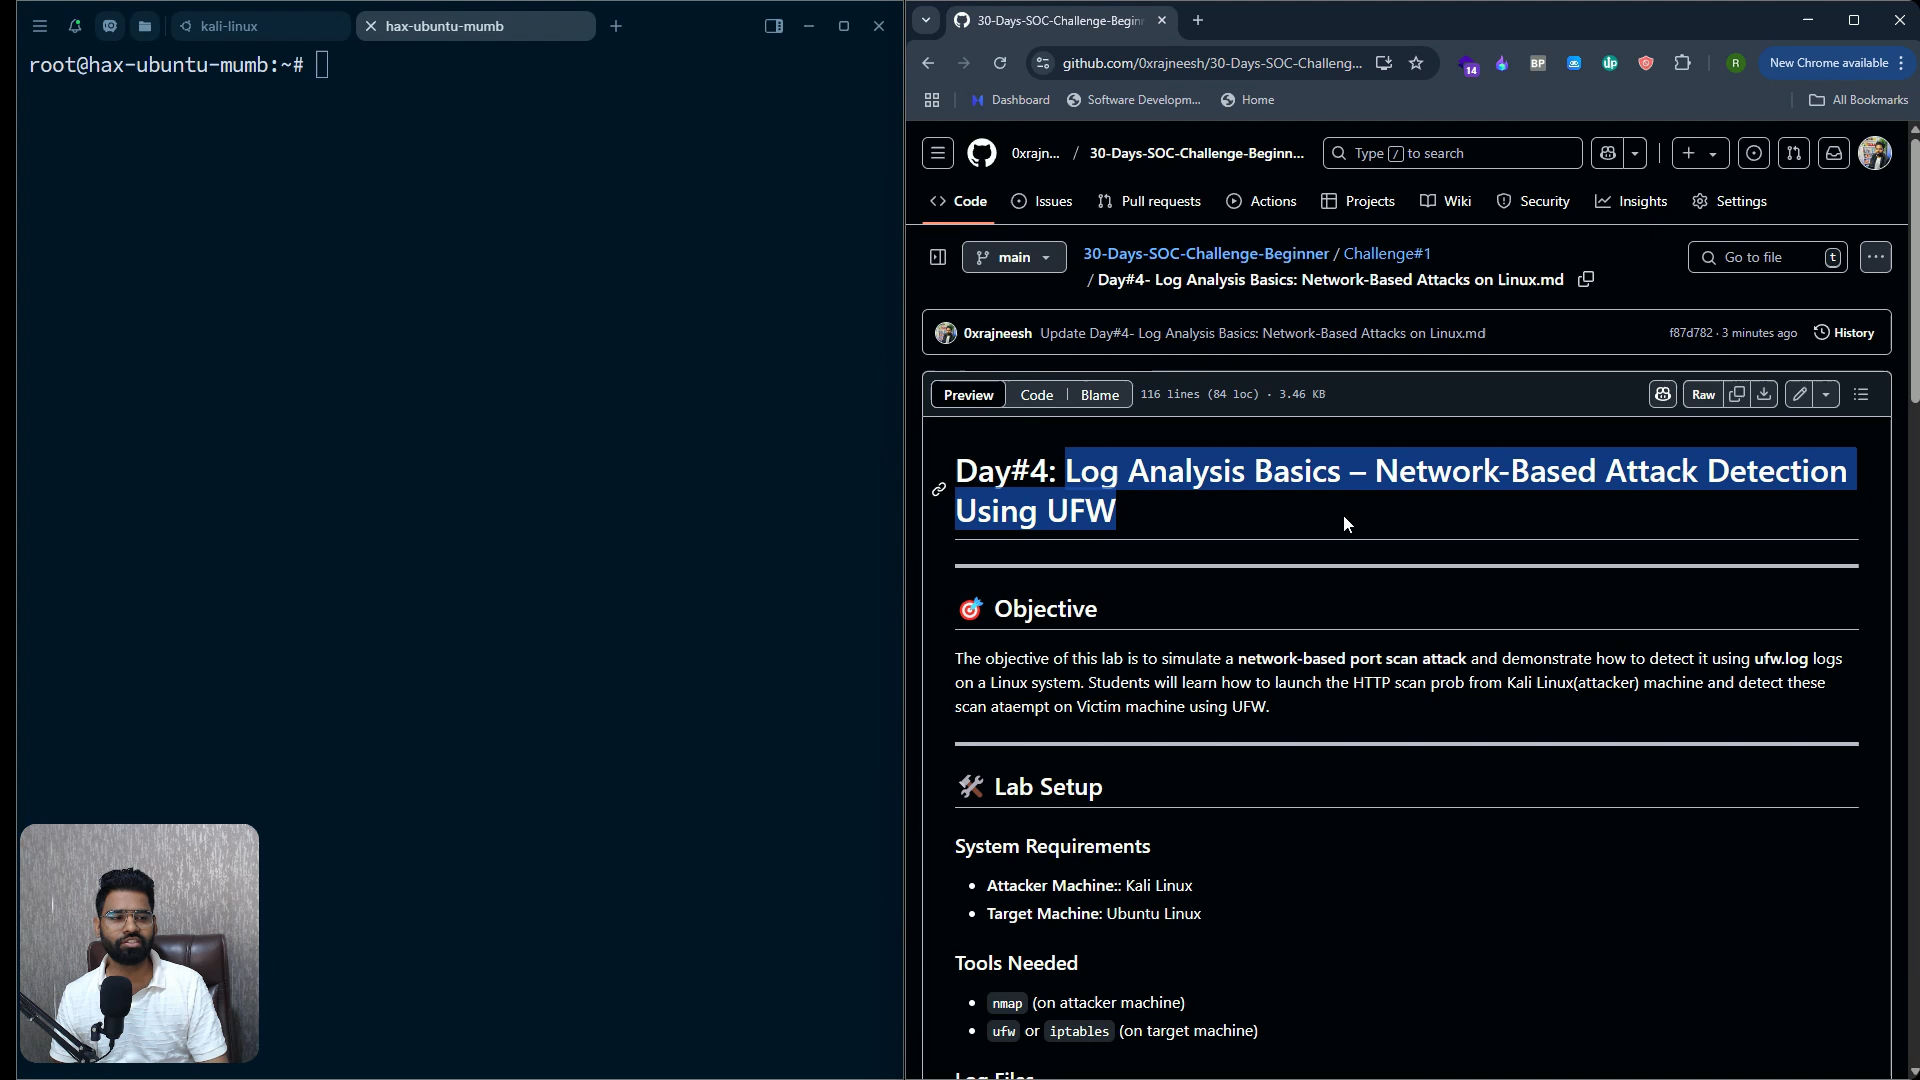 kali-linux
hax-ubuntu-mumb
root@hax-ubuntu-mumb:~#
30-Days-SOC-Challenge-Begin
github.com/0xrajneesh/30-Days-SOC-Challeng...
14
BP
up
R
New Chrome available
Dashboard
Software Developm...
Home
All Bookmarks
0xrajn... / 30-Days-SOC-Challenge-Beginn...
Type / to search
Code
Issues
Pull requests
Actions
Projects
Wiki
Security
Insights
Settings
main
30-Days-SOC-Challenge-Beginner / Challenge#1
/ Day#4- Log Analysis Basics: Network-Based Attacks on Linux.md
Go to file
t
0xrajneesh Update Day#4- Log Analysis Basics: Network-Based Attacks on Linux.md
f87d782 · 3 minutes ago
History
Preview
Code
Blame
116 lines (84 loc) · 3.46 KB
Raw
Day#4: Log Analysis Basics – Network-Based Attack Detection
Using UFW
Objective
The objective of this lab is to simulate a network-based port scan attack and demonstrate how to detect it using ufw.log logs
on a Linux system. Students will learn how to launch the HTTP scan prob from Kali Linux(attacker) machine and detect these
scan ataempt on Victim machine using UFW.
Lab Setup
System Requirements
• Attacker Machine:: Kali Linux
• Target Machine: Ubuntu Linux
Tools Needed
• nmap (on attacker machine)
• ufw or iptables (on target machine)
Log Files